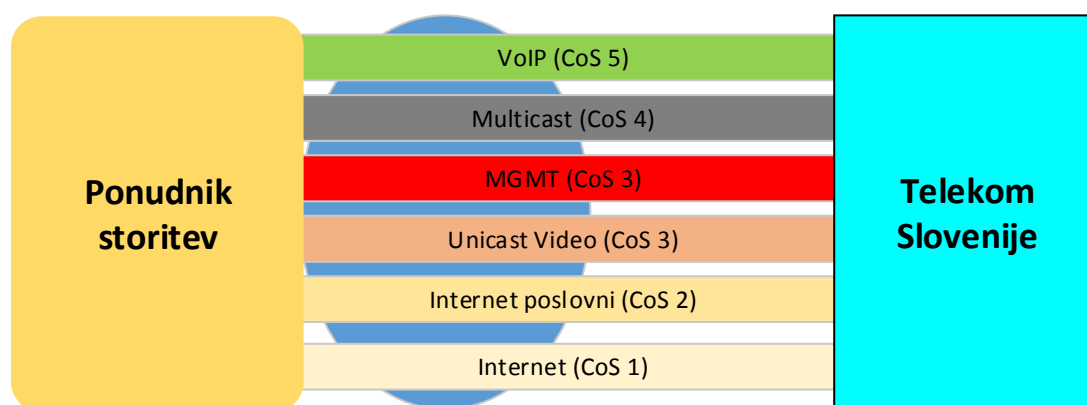 Ponudnik
storitev
VoIP (CoS 5)
Multicast (CoS 4)
MGMT (CoS 3)
Unicast Video (CoS 3)
Internet poslovni (CoS 2)
Internet (CoS 1)
Telekom
Slovenije